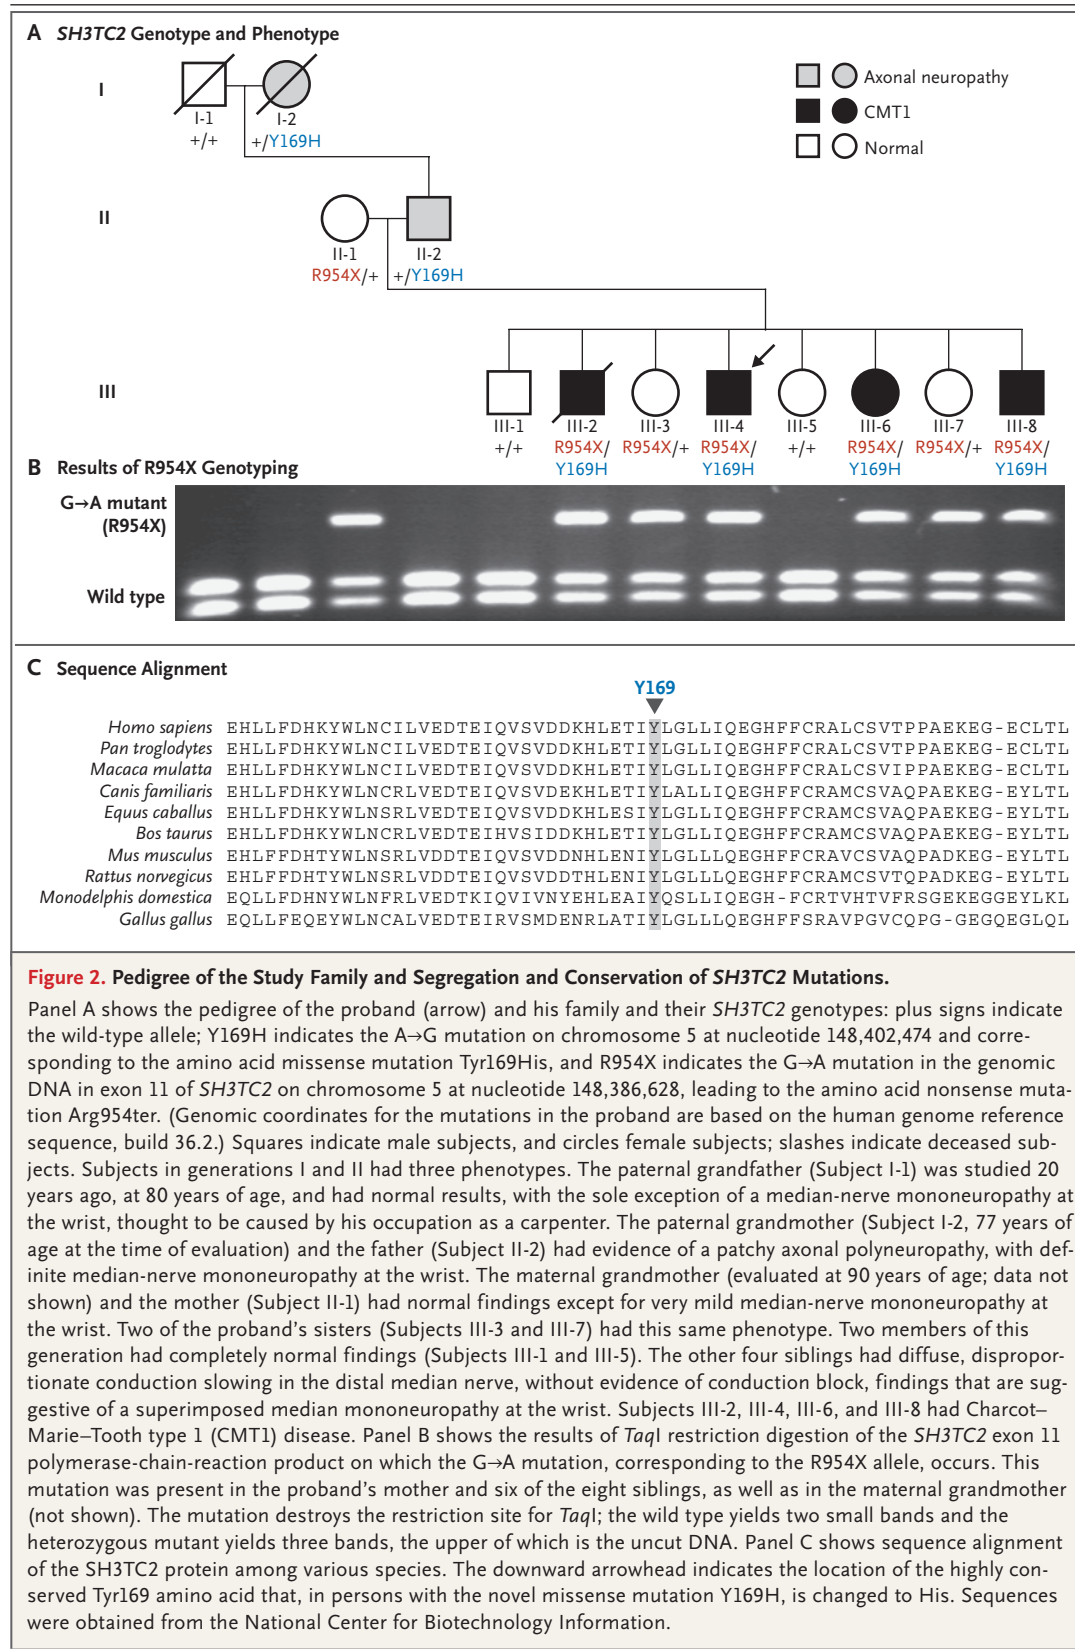 A SH3TC2 Genotype and Phenotype
I
I-1
+/+
I-2
+/Y169H
Axonal neuropathy
CMT1
Normal
II
II-1
R954X/+
II-2
+/Y169H
III
III-1
+/+
III-2
R954X/
Y169H
III-3
R954X/+
III-4
R954X/
Y169H
III-5
+/+
III-6
R954X/
Y169H
III-7
R954X/+
III-8
R954X/
Y169H
B Results of R954X Genotyping
G→A mutant
(R954X)
Wild type
C Sequence Alignment
Y169
Homo sapiens EHLLFDHKYWLNCILVEDTEIQVSVDDKHLETIYLGLLIQEGHFFCRALCSVTPPAEKEG-ECLTL
Pan troglodytes EHLLFDHKYWLNCILVEDTEIQVSVDDKHLETIYLGLLIQEGHFFCRALCSVTPPAEKEG-ECLTL
Macaca mulatta EHLLFDHKYWLNCILVEDTEIQVSVDDKHLETIYLGLLIQEGHFFCRALCSVIPPAEKEG-ECLTL
Canis familiaris EHLLFDHKYWLNCRLVEDTEIQVSVDEKHLETIYLALLIQEGHFFCRAMCSVAQPAEKEG-EYLTL
Equus caballus EHLLFDHKYWLNSRLVEDTEIQVSVDDKHLESIYLGLLIQEGHFFCRAMCSVAQPAEKEG-EYLTL
Bos taurus EHLLFDHKYWLNCRLVEDTEIHVSIDDKHLETIYLGLLIQEGHFFCRAMCSVAQPAEKEG-EYLTL
Mus musculus EHLFFDHTYWLNSRLVDDTEIQVSVDDNHLENIYLGLLLQEGHFFCRAVCSVAQPADKEG-EYLTL
Rattus norvegicus EHLFFDHTYWLNSRLVDDTEIQVSVDDTHLENIYLGLLLQEGHFFCRAMCSVTQPADKEG-EYLTL
Monodelphis domestica EQLLFDHNYWLNFRLVEDTKIQVIVNYEHLEAIYQSLLIQEGH-FCRTVHTVFRSGEKEGGEYLKL
Gallus gallus EQLLFEQEYWLNCALVEDTEIRVSMDENRLATIYLGLLLQEGHFFSRAVPGVCQPG-GEGQEGLQL
Figure 2. Pedigree of the Study Family and Segregation and Conservation of SH3TC2 Mutations.
Panel A shows the pedigree of the proband (arrow) and his family and their SH3TC2 genotypes: plus signs indicate
the wild-type allele; Y169H indicates the A→G mutation on chromosome 5 at nucleotide 148,402,474 and corre-
sponding to the amino acid missense mutation Tyr169His, and R954X indicates the G→A mutation in the genomic
DNA in exon 11 of SH3TC2 on chromosome 5 at nucleotide 148,386,628, leading to the amino acid nonsense muta-
tion Arg954ter. (Genomic coordinates for the mutations in the proband are based on the human genome reference
sequence, build 36.2.) Squares indicate male subjects, and circles female subjects; slashes indicate deceased sub-
jects. Subjects in generations I and II had three phenotypes. The paternal grandfather (Subject I-1) was studied 20
years ago, at 80 years of age, and had normal results, with the sole exception of a median-nerve mononeuropathy at
the wrist, thought to be caused by his occupation as a carpenter. The paternal grandmother (Subject I-2, 77 years of
age at the time of evaluation) and the father (Subject II-2) had evidence of a patchy axonal polyneuropathy, with def-
inite median-nerve mononeuropathy at the wrist. The maternal grandmother (evaluated at 90 years of age; data not
shown) and the mother (Subject II-1) had normal findings except for very mild median-nerve mononeuropathy at
the wrist. Two of the proband's sisters (Subjects III-3 and III-7) had this same phenotype. Two members of this
generation had completely normal findings (Subjects III-1 and III-5). The other four siblings had diffuse, dispropor-
tionate conduction slowing in the distal median nerve, without evidence of conduction block, findings that are sug-
gestive of a superimposed median mononeuropathy at the wrist. Subjects III-2, III-4, III-6, and III-8 had Charcot–
Marie–Tooth type 1 (CMT1) disease. Panel B shows the results of TaqI restriction digestion of the SH3TC2 exon 11
polymerase-chain-reaction product on which the G→A mutation, corresponding to the R954X allele, occurs. This
mutation was present in the proband's mother and six of the eight siblings, as well as in the maternal grandmother
(not shown). The mutation destroys the restriction site for TaqI; the wild type yields two small bands and the
heterozygous mutant yields three bands, the upper of which is the uncut DNA. Panel C shows sequence alignment
of the SH3TC2 protein among various species. The downward arrowhead indicates the location of the highly con-
served Tyr169 amino acid that, in persons with the novel missense mutation Y169H, is changed to His. Sequences
were obtained from the National Center for Biotechnology Information.